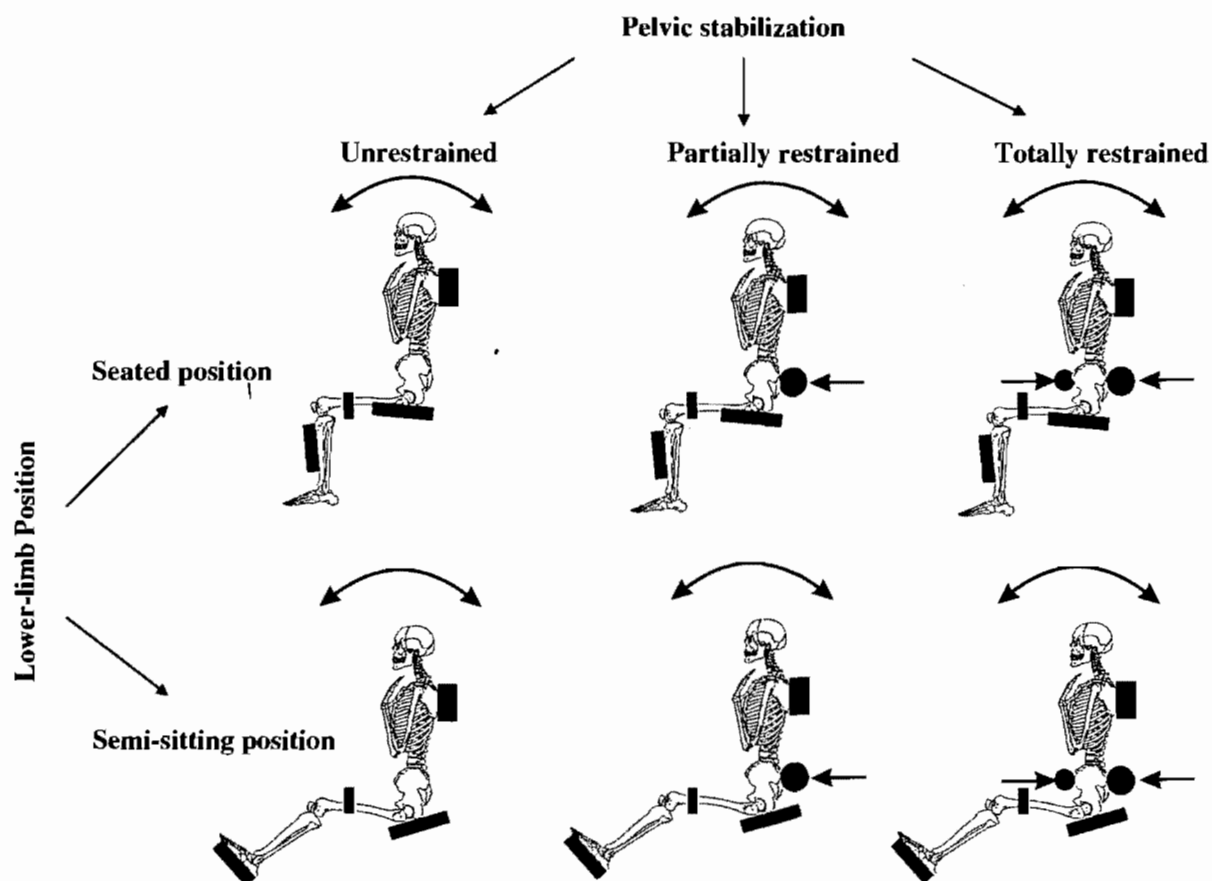 Pelvic stabilization
Unrestrained
Partially restrained
Totally restrained
Seated position
Lower-limb Position
Semi-sitting position